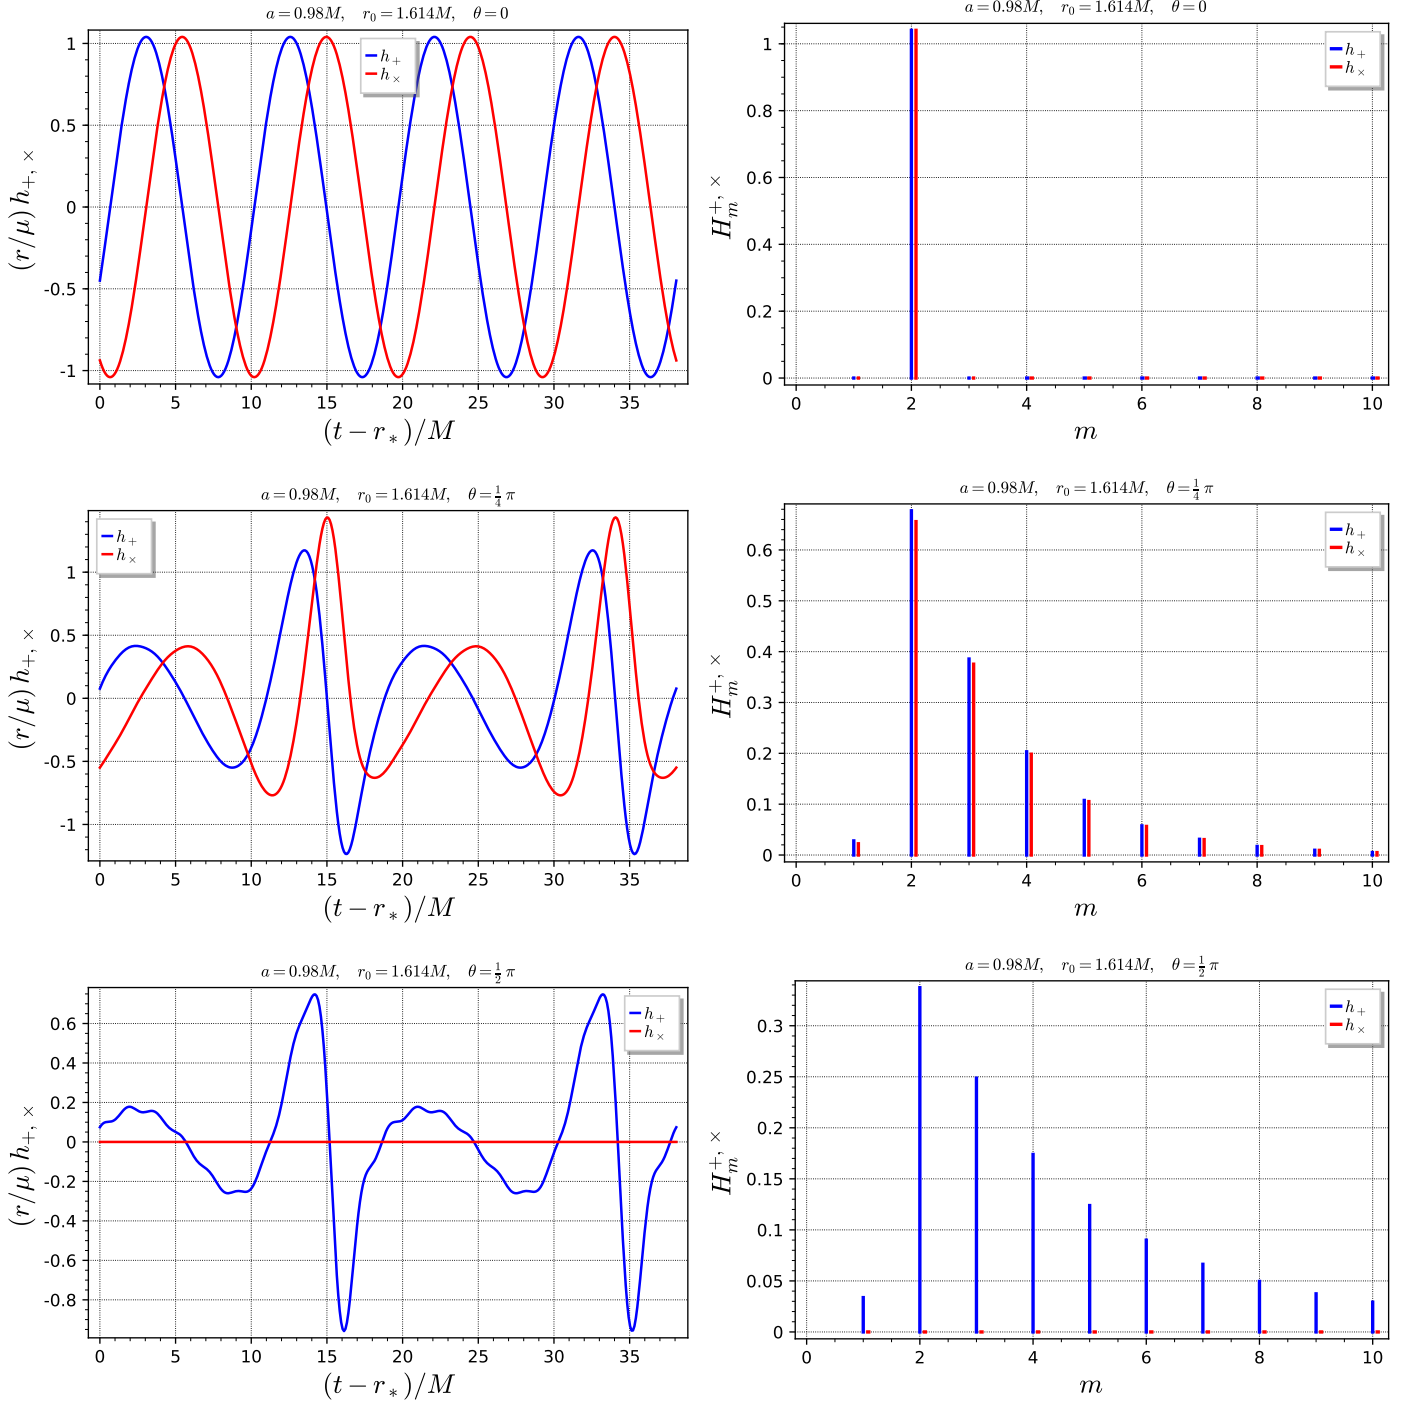 a = 0.98M, r₀ = 1.614M, θ = 0
(r/μ) h₊, ×
1
0.5
0
-0.5
-1
h₊
h×
0 5 10 15 20 25 30 35
(t − r*)/M
a = 0.98M, r₀ = 1.614M, θ = 0
Hₘ⁺, ×
1
0.8
0.6
0.4
0.2
0
h₊
h×
0 2 4 6 8 10
m
a = 0.98M, r₀ = 1.614M, θ = 1/4 π
(r/μ) h₊, ×
1
0.5
0
-0.5
-1
h₊
h×
0 5 10 15 20 25 30 35
(t − r*)/M
a = 0.98M, r₀ = 1.614M, θ = 1/4 π
Hₘ⁺, ×
0.6
0.5
0.4
0.3
0.2
0.1
0
h₊
h×
0 2 4 6 8 10
m
a = 0.98M, r₀ = 1.614M, θ = 1/2 π
(r/μ) h₊, ×
0.6
0.4
0.2
0
-0.2
-0.4
-0.6
-0.8
h₊
h×
0 5 10 15 20 25 30 35
(t − r*)/M
a = 0.98M, r₀ = 1.614M, θ = 1/2 π
Hₘ⁺, ×
0.3
0.25
0.2
0.15
0.1
0.05
0
h₊
h×
0 2 4 6 8 10
m